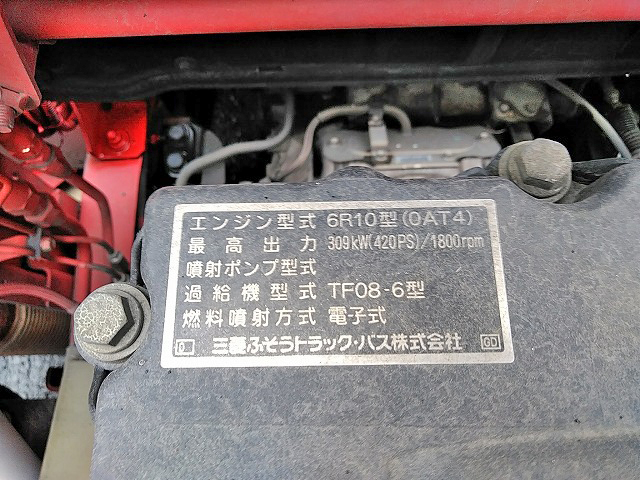 エンジン型式 6R10型(0AT4)
最高出力 309kW(420PS)/1800rpm
噴射ポンプ型式
過給機型式 TF08-6型
燃料噴射方式 電子式
三菱ふそうトラック・バス株式会社 GD